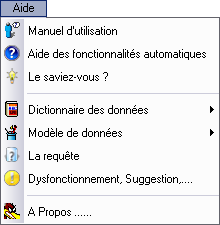 Aide
Manuel d'utilisation
Aide des fonctionnalités automatiques
Le saviez-vous ?
Dictionnaire des données
Modèle de données
La requête
Dysfonctionnement, Suggestion,....
A Propos ......